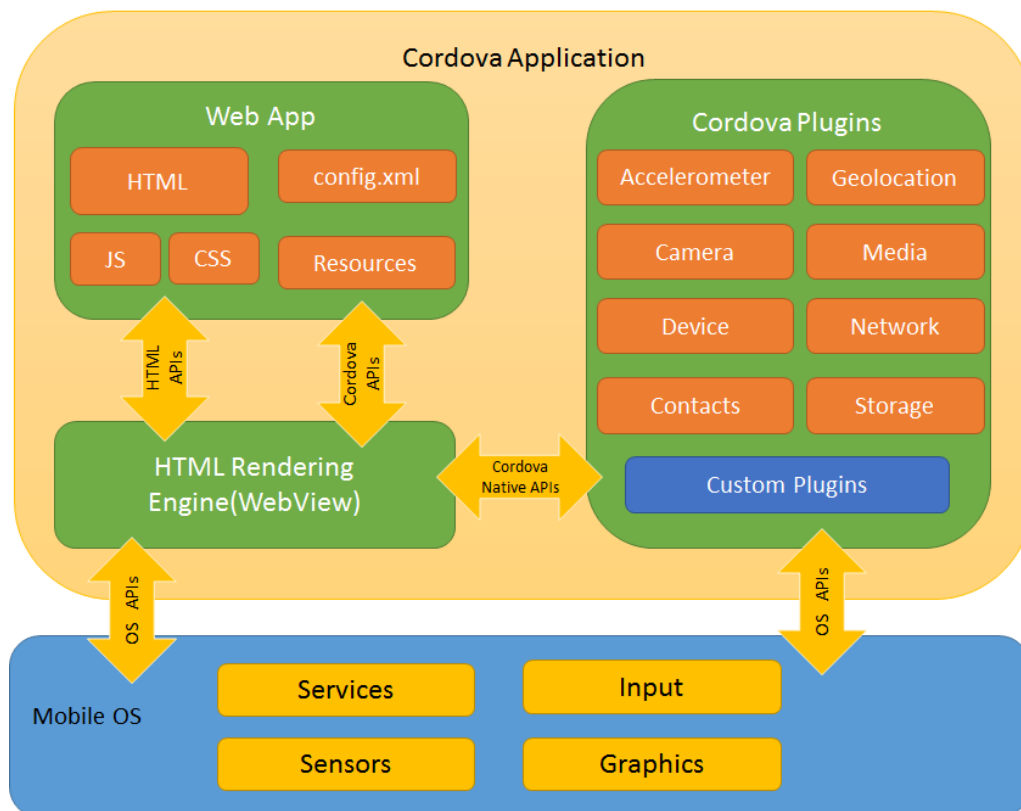 Cordova Application
Web App
HTML
config.xml
JS
CSS
Resources
HTML
APIs
Cordova
APIs
HTML Rendering
Engine(WebView)
Cordova
Native APIs
Cordova Plugins
Accelerometer
Geolocation
Camera
Media
Device
Network
Contacts
Storage
Custom Plugins
OS APIs
OS APIs
Mobile OS
Services
Input
Sensors
Graphics